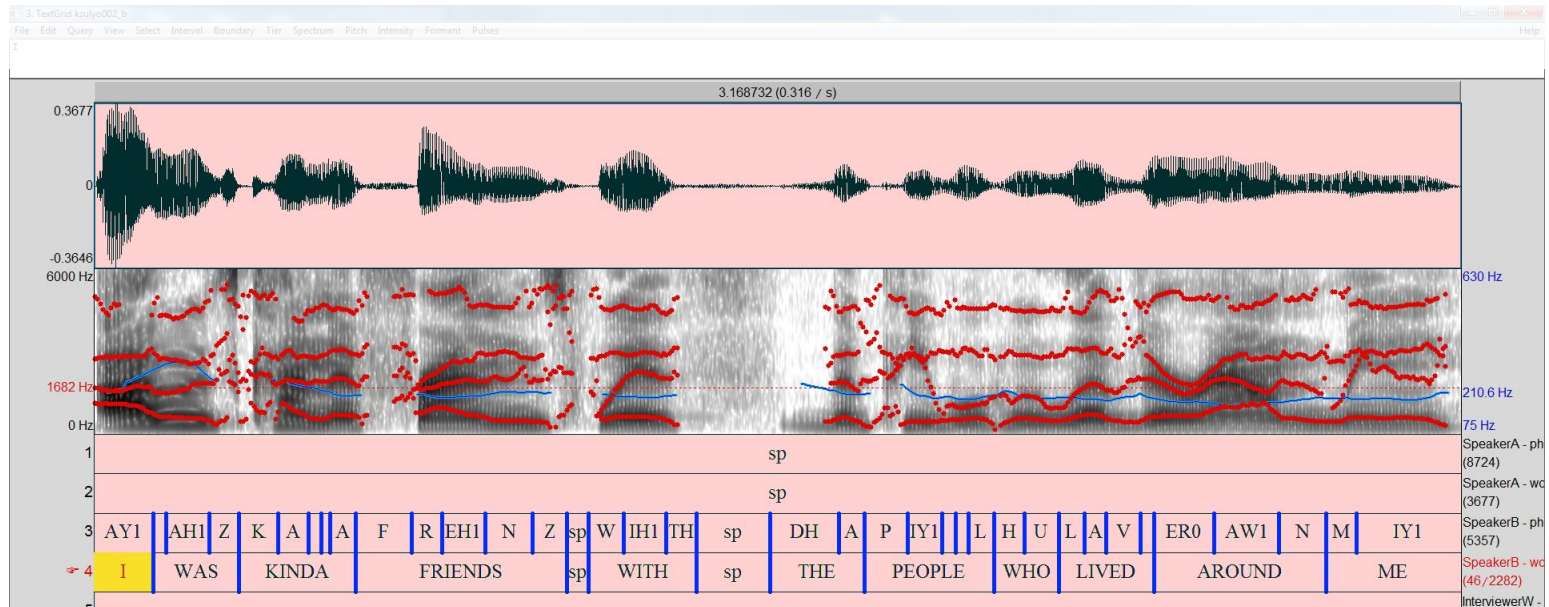 3. TextGrid ksulyo002_b
File Edit Query View Select Interval Boundary Tier Spectrum Pitch Intensity Formant Pulses Help
3.168732 (0.316 / s)
0.3677
0
-0.3646
6000 Hz 630 Hz
1682 Hz 210.6 Hz
0 Hz 75 Hz
1 sp SpeakerA - ph
(8724)
2 sp SpeakerA - wo
(3677)
3 AY1 AH1 Z K A A F R EH1 N Z sp W IH1 TH sp DH A P IY1 L H U L A V ER0 AW1 N M IY1 SpeakerB - ph
(5357)
4 I WAS KINDA FRIENDS sp WITH sp THE PEOPLE WHO LIVED AROUND ME SpeakerB - wo
(46/2282)
InterviewerW -